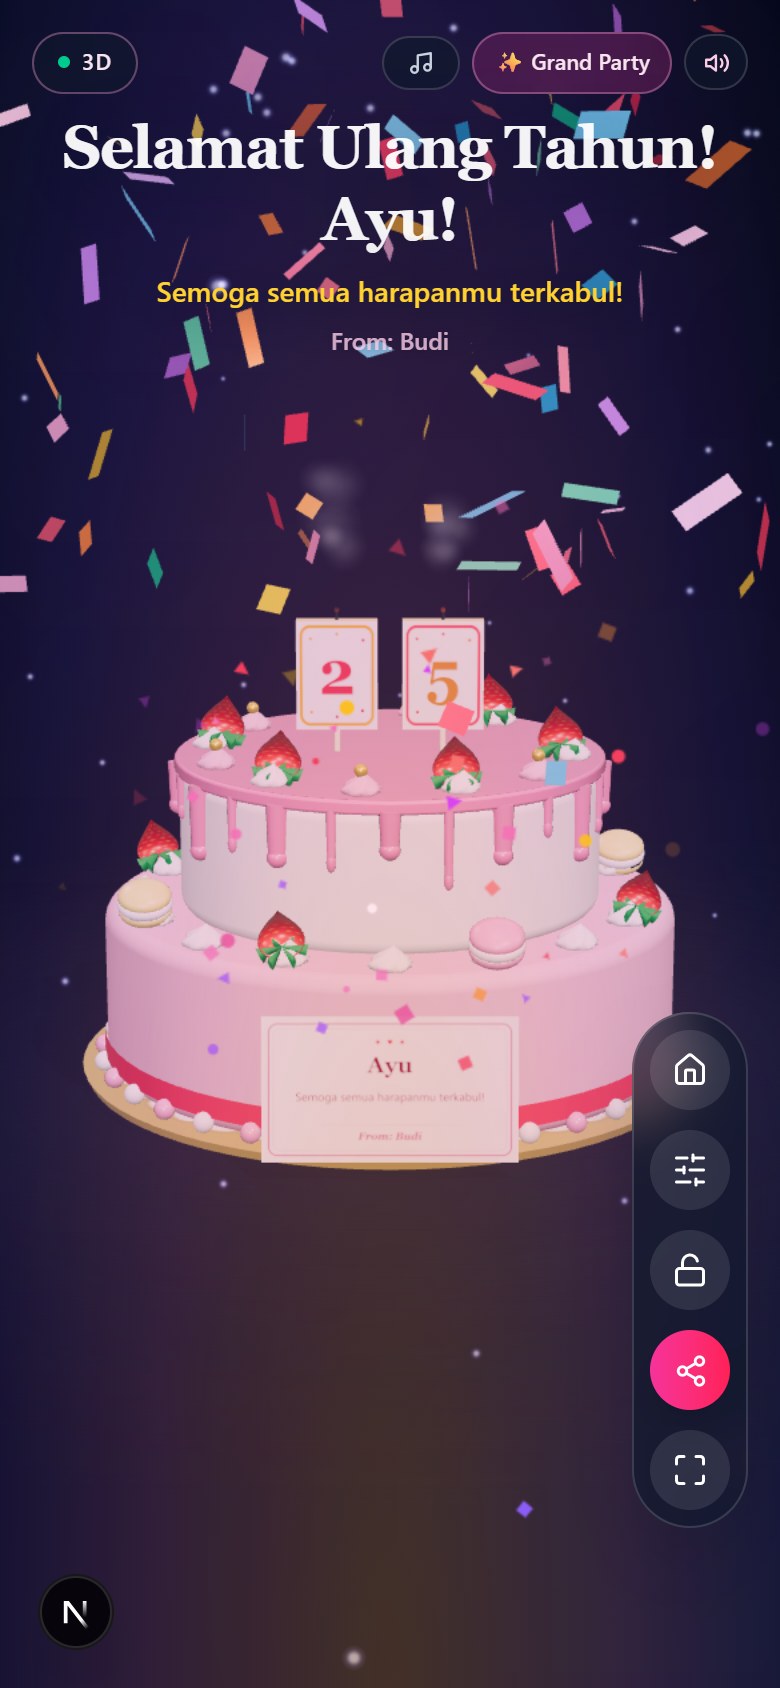 3D
Grand Party
Selamat Ulang Tahun!
Ayu!
Semoga semua harapanmu terkabul!
From: Budi
2 5
Ayu
Semoga semua harapanmu terkabul!
From: Budi
N